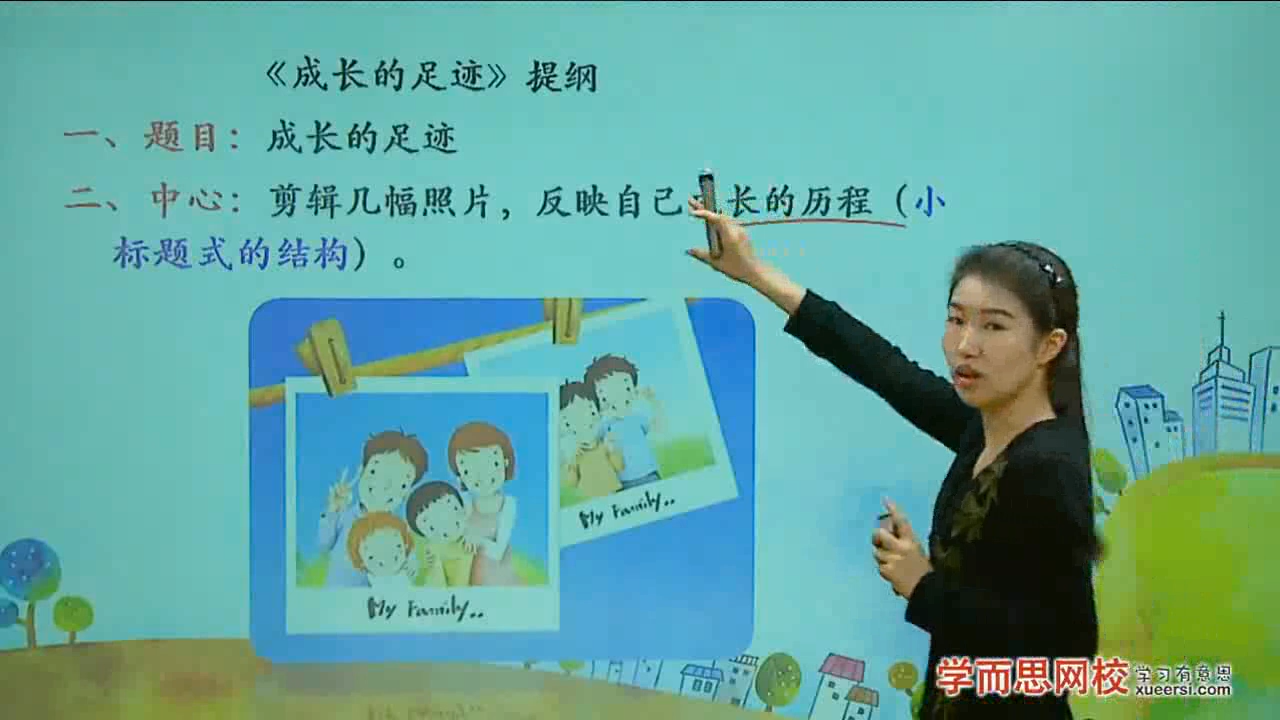 《成长的足迹》提纲
一、题目：成长的足迹
二、中心：剪辑几幅照片，反映自己 长的历程（小
标题式的结构）。
My Family..
My Family..
学而思网校 学习有意思
xueersi.com